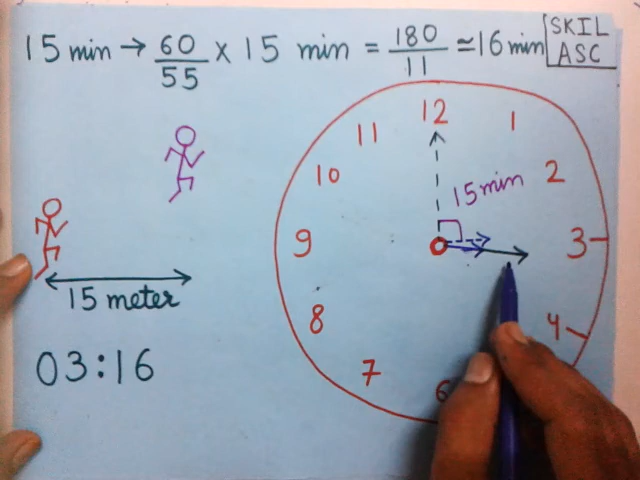 15 min → 60/55 × 15 min = 180/11 ≃ 16 min
SKIL
ASC
12
11
1
10
2
15 min
9
3
8
4
7
6
15 meter
03:16